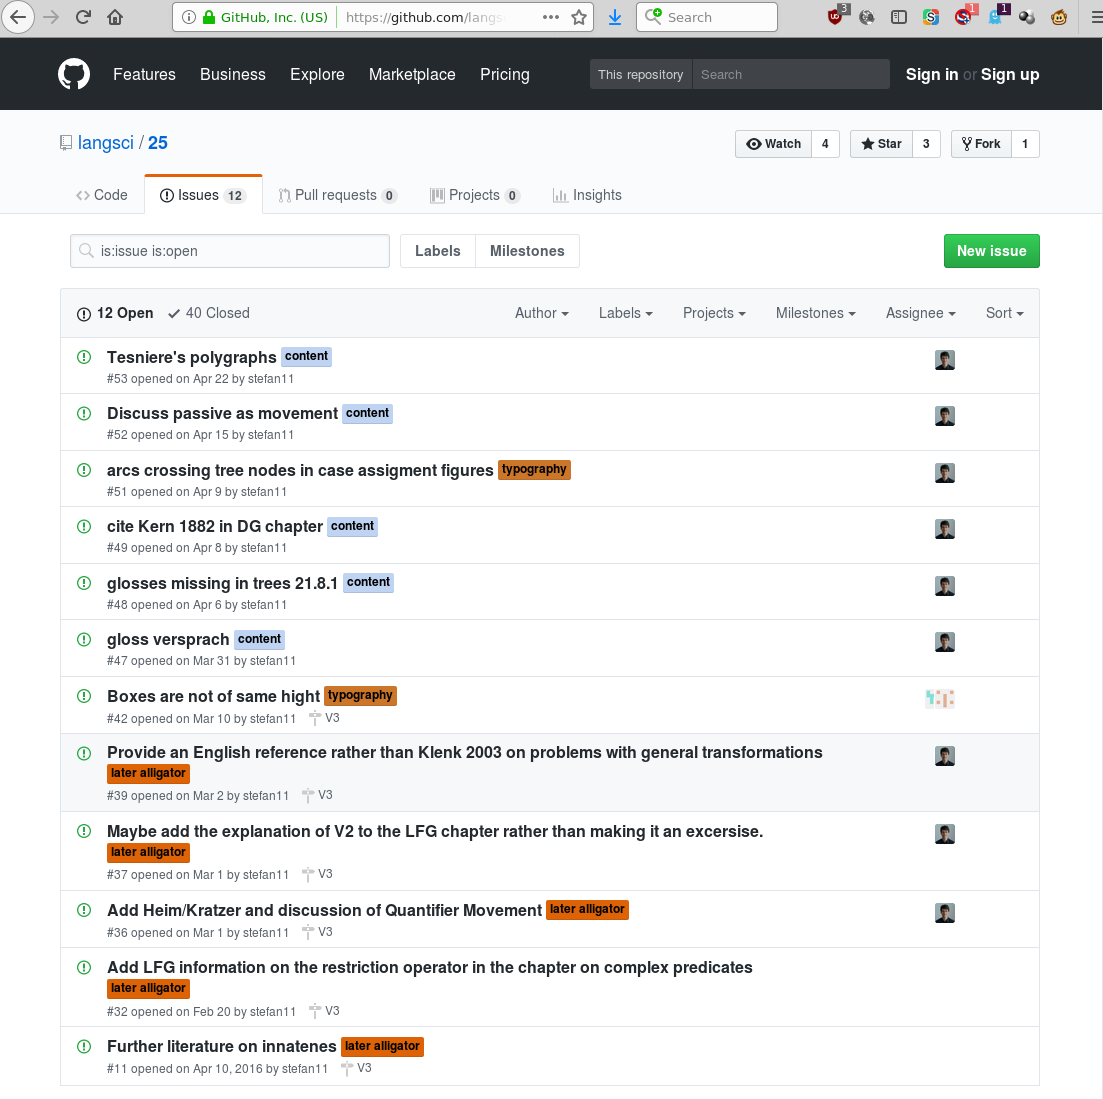 GitHub, Inc. (US) https://github.com/langs Search 3 1 1
Features Business Explore Marketplace Pricing This repository Search Sign in or Sign up
langsci / 25 Watch 4 Star 3 Fork 1
Code Issues 12 Pull requests 0 Projects 0 Insights
is:issue is:open Labels Milestones New issue
12 Open 40 Closed Author Labels Projects Milestones Assignee Sort
Tesniere's polygraphs content
#53 opened on Apr 22 by stefan11
Discuss passive as movement content
#52 opened on Apr 15 by stefan11
arcs crossing tree nodes in case assigment figures typography
#51 opened on Apr 9 by stefan11
cite Kern 1882 in DG chapter content
#49 opened on Apr 8 by stefan11
glosses missing in trees 21.8.1 content
#48 opened on Apr 6 by stefan11
gloss versprach content
#47 opened on Mar 31 by stefan11
Boxes are not of same hight typography
#42 opened on Mar 10 by stefan11 V3
Provide an English reference rather than Klenk 2003 on problems with general transformations
later alligator
#39 opened on Mar 2 by stefan11 V3
Maybe add the explanation of V2 to the LFG chapter rather than making it an excersise.
later alligator
#37 opened on Mar 1 by stefan11 V3
Add Heim/Kratzer and discussion of Quantifier Movement later alligator
#36 opened on Mar 1 by stefan11 V3
Add LFG information on the restriction operator in the chapter on complex predicates
later alligator
#32 opened on Feb 20 by stefan11 V3
Further literature on innatenes later alligator
#11 opened on Apr 10, 2016 by stefan11 V3